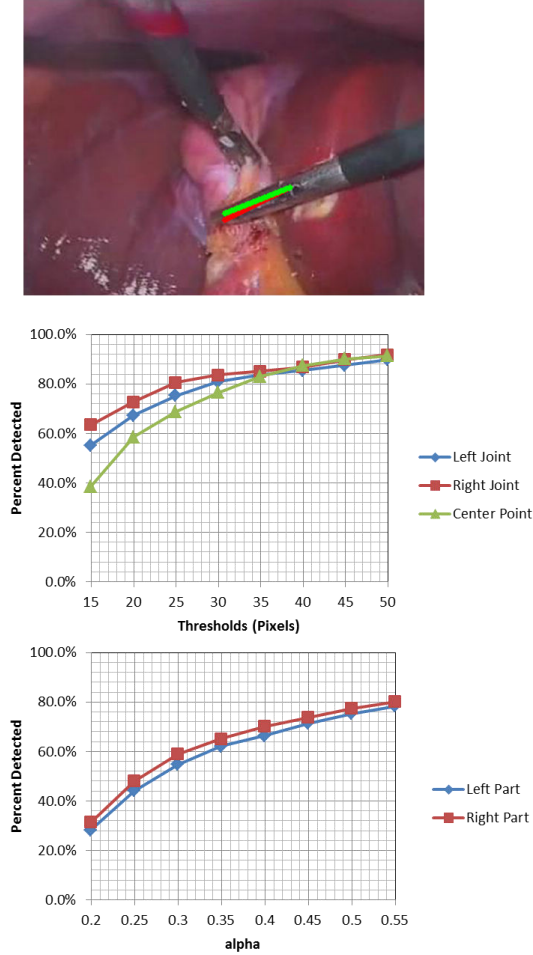 100.0%
80.0%
60.0%
40.0%
20.0%
0.0%
Percent Detected
15 20 25 30 35 40 45 50
Thresholds (Pixels)
Left Joint
Right Joint
Center Point
100.0%
80.0%
60.0%
40.0%
20.0%
0.0%
Percent Detected
0.2 0.25 0.3 0.35 0.4 0.45 0.5 0.55
alpha
Left Part
Right Part